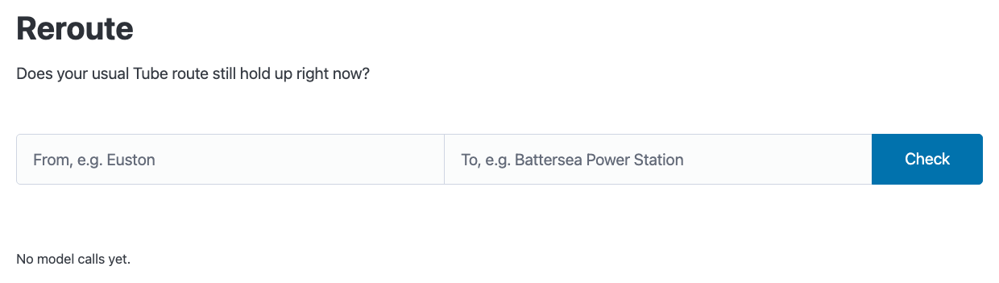 Reroute
Does your usual Tube route still hold up right now?
From, e.g. Euston
To, e.g. Battersea Power Station
Check
No model calls yet.